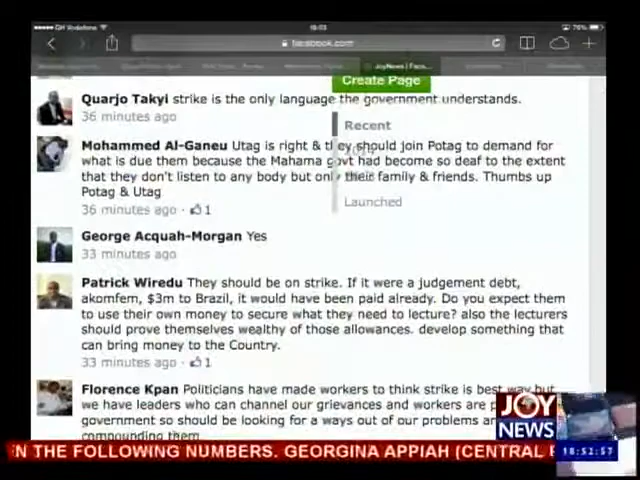 GH Vodafone
18:03
76%
facebook.com
JoyNews | Face...
Create Page
Quarjo Takyi strike is the only language the government understands.
36 minutes ago
Recent
Mohammed Al-Ganeu Utag is right & they should join Potag to demand for
what is due them because the Mahama govt had become so deaf to the extent
that they don't listen to any body but only their family & friends. Thumbs up
Potag & Utag
36 minutes ago · 1
Launched
George Acquah-Morgan Yes
33 minutes ago
Patrick Wiredu They should be on strike. If it were a judgement debt,
akomfem, $3m to Brazil, it would have been paid already. Do you expect them
to use their own money to secure what they need to lecture? also the lecturers
should prove themselves wealthy of those allowances. develop something that
can bring money to the Country.
33 minutes ago · 1
Florence Kpan Politicians have made workers to think strike is best way but
we have leaders who can channel our grievances and workers are
government so should be looking for a ways out of our problems
compounding them
JOY
NEWS
18:52:57
N THE FOLLOWING NUMBERS. GEORGINA APPIAH (CENTRAL